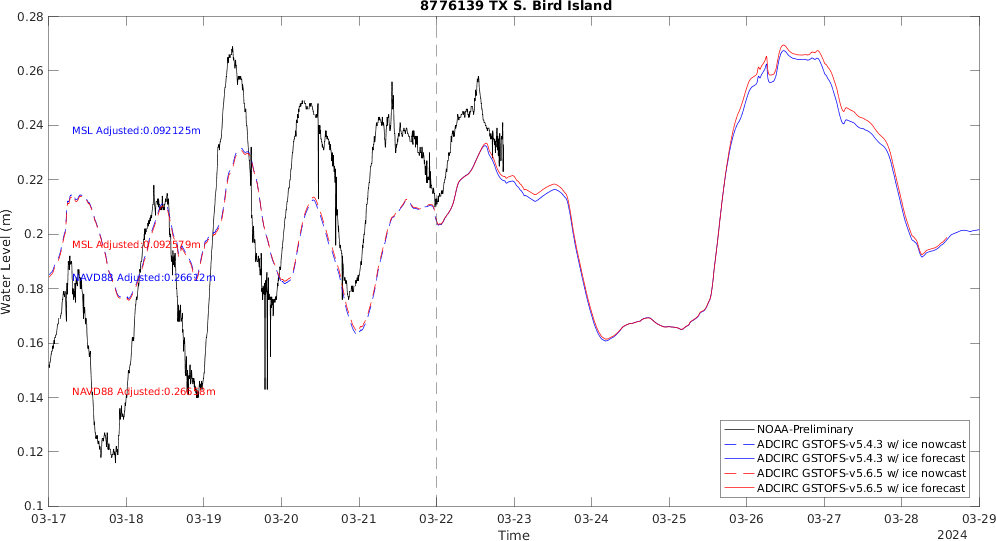 8776139 TX S. Bird Island
0.28
0.26
0.24
0.22
0.2
0.18
0.16
0.14
0.12
0.1
Water Level (m)
MSL Adjusted:0.092125m
MSL Adjusted:0.092579m
NAVD88 Adjusted:0.26612m
NAVD88 Adjusted:
NOAA-Preliminary
ADCIRC GSTOFS-v5.4.3 w/ ice nowcast
ADCIRC GSTOFS-v5.4.3 w/ ice forecast
ADCIRC GSTOFS-v5.6.5 w/ ice nowcast
ADCIRC GSTOFS-v5.6.5 w/ ice forecast
03-17 03-18 03-19 03-20 03-21 03-22 03-23 03-24 03-25 03-26 03-27 03-28 03-29
Time
2024